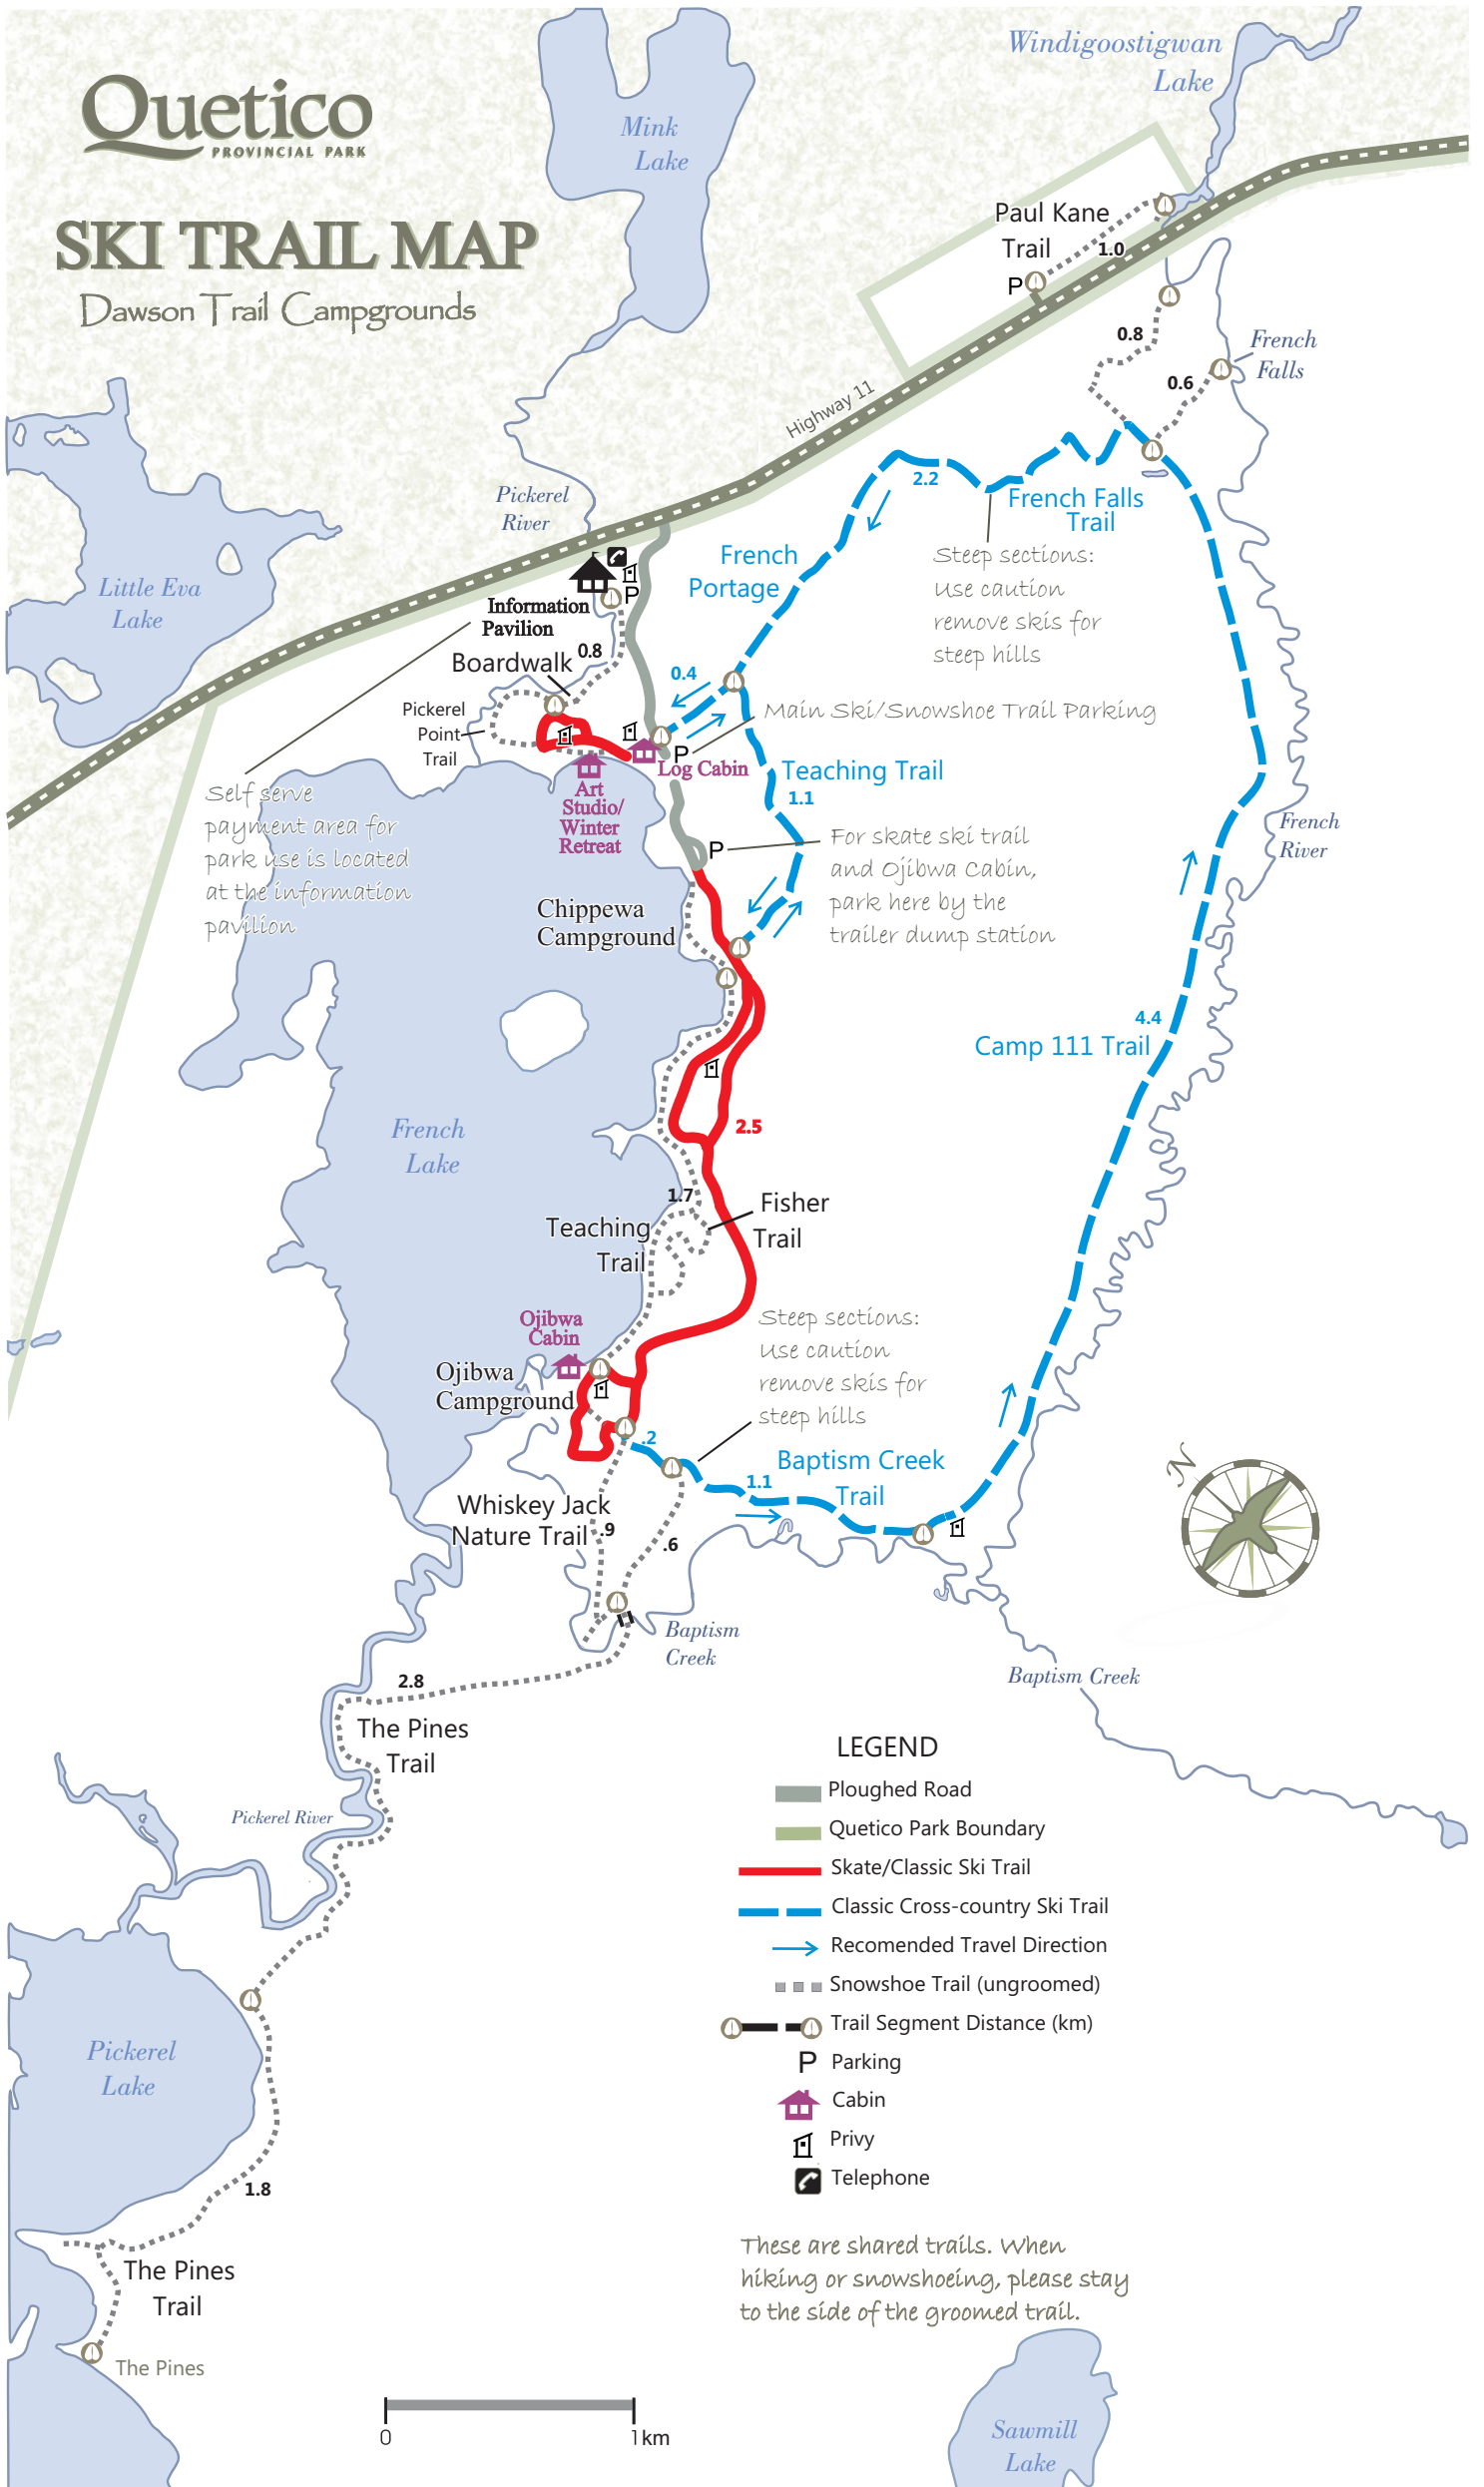 Quetico
PROVINCIAL PARK
SKI TRAIL MAP
Dawson Trail Campgrounds
Windigoostigwan
Lake
Mink
Lake
Paul Kane
Trail
1.0
P
0.8
French
Falls
0.6
Highway 11
Pickerel
River
2.2
French Falls
Trail
French
Portage
Steep sections:
Use caution
remove skis for
steep hills
Little Eva
Lake
P
Information
Pavilion
0.8
Boardwalk
0.4
Pickerel
Point
Trail
Main Ski/Snowshoe Trail Parking
P
Log Cabin
Teaching Trail
1.1
Art
Studio/
Winter
Retreat
Self serve
payment area for
park use is located
at the information
pavilion
P
For skate ski trail
and Ojibwa Cabin,
park here by the
trailer dump station
French
River
Chippewa
Campground
4.4
Camp 111 Trail
French
Lake
2.5
1.7
Fisher
Trail
Teaching
Trail
Ojibwa
Cabin
Ojibwa
Campground
Steep sections:
Use caution
remove skis for
steep hills
.2
1.1
Baptism Creek
Trail
N
Whiskey Jack
Nature Trail
.9
.6
Baptism
Creek
Baptism Creek
2.8
The Pines
Trail
Pickerel River
LEGEND
Ploughed Road
Quetico Park Boundary
Skate/Classic Ski Trail
Classic Cross-country Ski Trail
Recomended Travel Direction
Snowshoe Trail (ungroomed)
Trail Segment Distance (km)
P Parking
Cabin
Privy
Telephone
Pickerel
Lake
1.8
The Pines
Trail
The Pines
These are shared trails. When
hiking or snowshoeing, please stay
to the side of the groomed trail.
0 1km
Sawmill
Lake